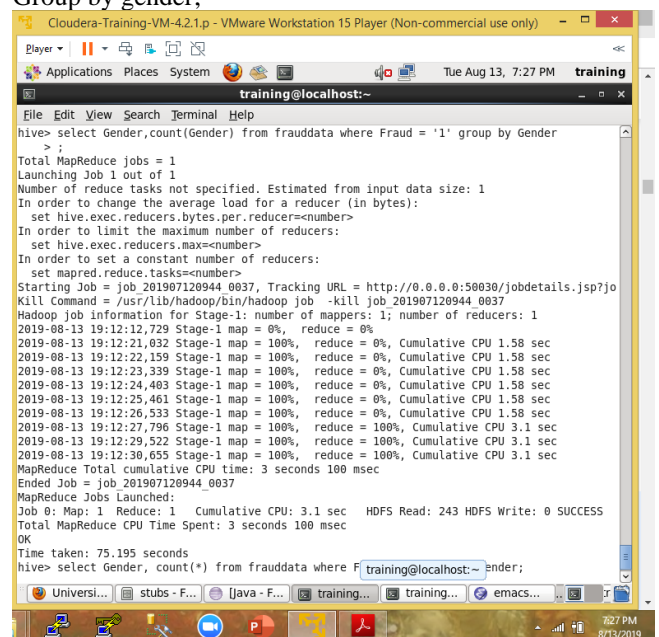 Group by gender;
Cloudera-Training-VM-4.2.1.p - VMware Workstation 15 Player (Non-commercial use only)
Player
Applications Places System Tue Aug 13, 7:27 PM training
training@localhost:~
File Edit View Search Terminal Help
hive> select Gender,count(Gender) from frauddata where Fraud = '1' group by Gender
> ;
Total MapReduce jobs = 1
Launching Job 1 out of 1
Number of reduce tasks not specified. Estimated from input data size: 1
In order to change the average load for a reducer (in bytes):
set hive.exec.reducers.bytes.per.reducer=<number>
In order to limit the maximum number of reducers:
set hive.exec.reducers.max=<number>
In order to set a constant number of reducers:
set mapred.reduce.tasks=<number>
Starting Job = job_201907120944_0037, Tracking URL = http://0.0.0.0:50030/jobdetails.jsp?jo
Kill Command = /usr/lib/hadoop/bin/hadoop job -kill job_201907120944_0037
Hadoop job information for Stage-1: number of mappers: 1; number of reducers: 1
2019-08-13 19:12:12,729 Stage-1 map = 0%, reduce = 0%
2019-08-13 19:12:21,032 Stage-1 map = 100%, reduce = 0%, Cumulative CPU 1.58 sec
2019-08-13 19:12:22,159 Stage-1 map = 100%, reduce = 0%, Cumulative CPU 1.58 sec
2019-08-13 19:12:23,339 Stage-1 map = 100%, reduce = 0%, Cumulative CPU 1.58 sec
2019-08-13 19:12:24,403 Stage-1 map = 100%, reduce = 0%, Cumulative CPU 1.58 sec
2019-08-13 19:12:25,461 Stage-1 map = 100%, reduce = 0%, Cumulative CPU 1.58 sec
2019-08-13 19:12:26,533 Stage-1 map = 100%, reduce = 0%, Cumulative CPU 1.58 sec
2019-08-13 19:12:27,796 Stage-1 map = 100%, reduce = 100%, Cumulative CPU 3.1 sec
2019-08-13 19:12:29,522 Stage-1 map = 100%, reduce = 100%, Cumulative CPU 3.1 sec
2019-08-13 19:12:30,655 Stage-1 map = 100%, reduce = 100%, Cumulative CPU 3.1 sec
MapReduce Total cumulative CPU time: 3 seconds 100 msec
Ended Job = job_201907120944_0037
MapReduce Jobs Launched:
Job 0: Map: 1 Reduce: 1 Cumulative CPU: 3.1 sec HDFS Read: 243 HDFS Write: 0 SUCCESS
Total MapReduce CPU Time Spent: 3 seconds 100 msec
OK
Time taken: 75.195 seconds
hive> select Gender, count(*) from frauddata where F training@localhost:~ ender;
Universi... stubs - F... [Java - F... training... training... emacs...
7:27 PM
8/13/2019